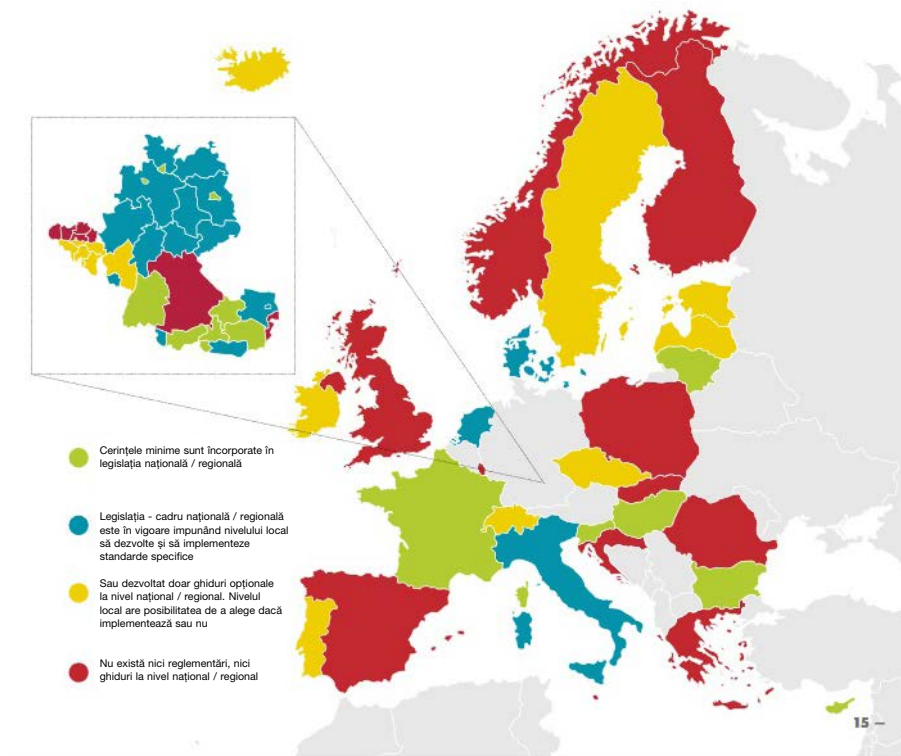 Cerințele minime sunt încorporate în
legislația națională / regională
Legislația - cadru națională / regională
este în vigoare impunând nivelului local
să dezvolte și să implementeze
standarde specifice
Sau dezvoltat doar ghiduri opționale
la nivel național / regional. Nivelul
local are posibilitatea de a alege dacă
implementează sau nu
Nu există nici reglementări, nici
ghiduri la nivel național / regional
15 –